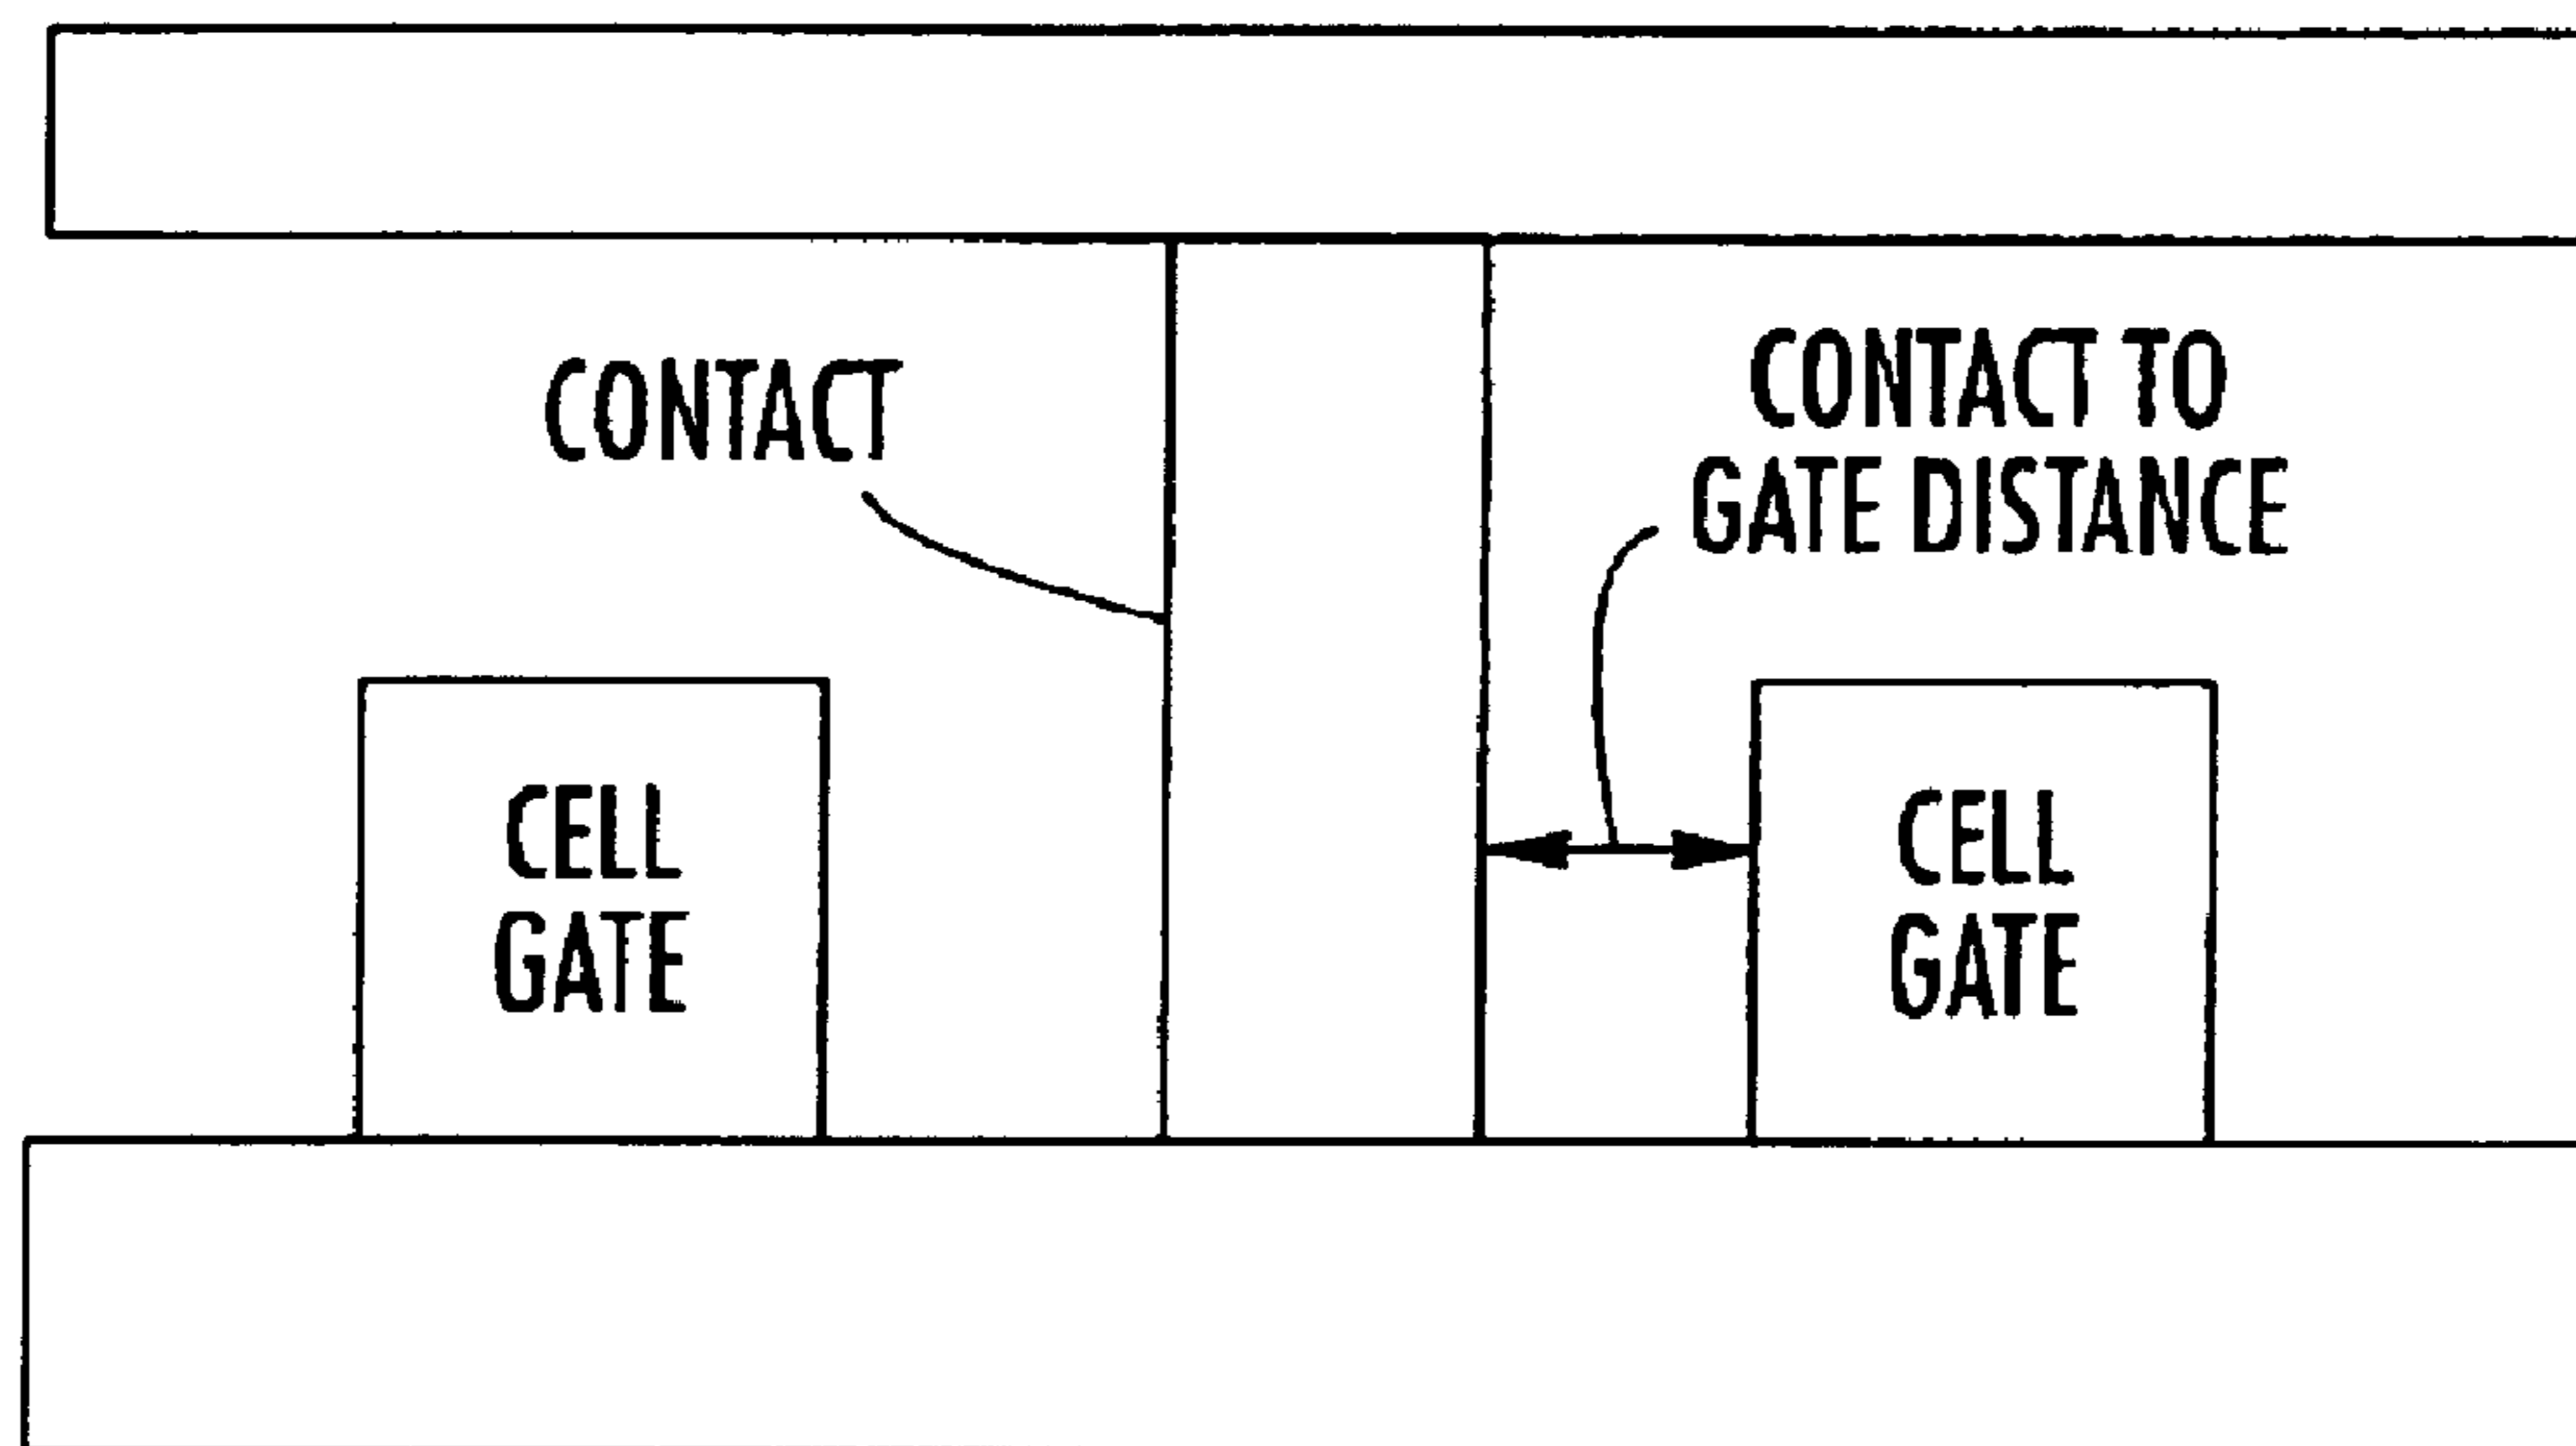 CONTACT
CONTACT TO
GATE DISTANCE
CELL
GATE
CELL
GATE